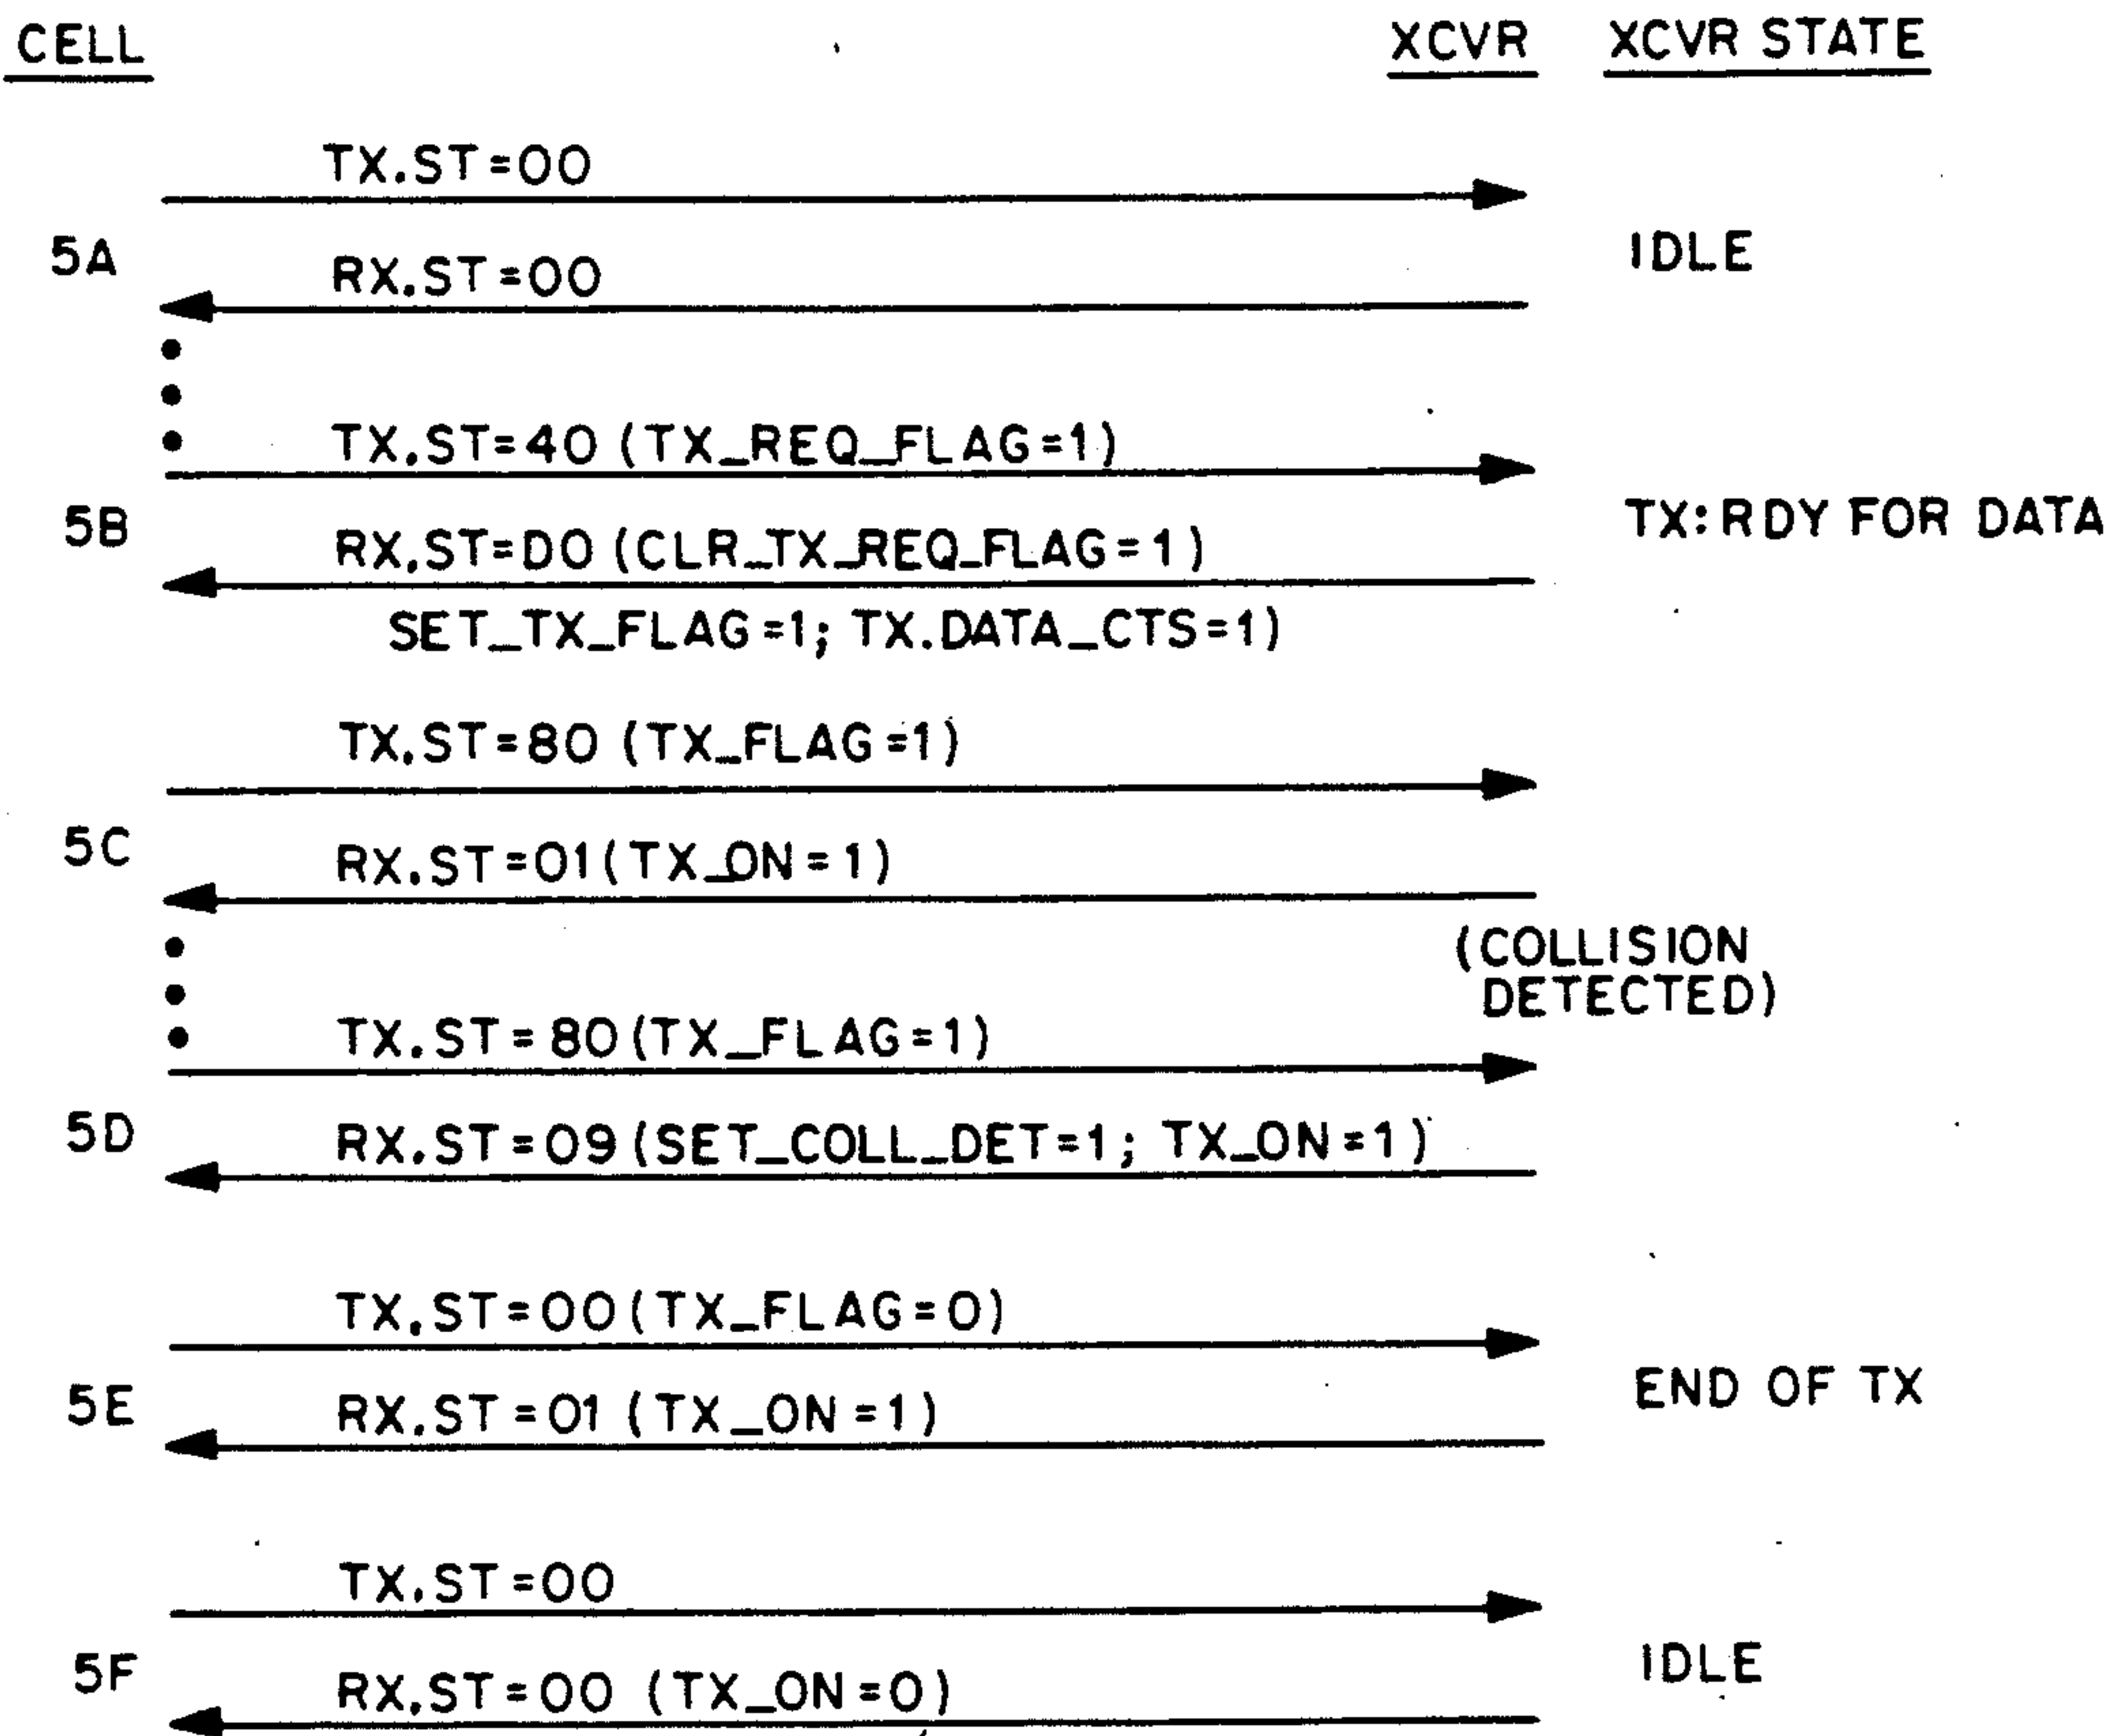 CELL XCVR XCVR STATE
TX.ST=00
5A IDLE
RX.ST=00
TX.ST=40 (TX_REQ_FLAG=1)
5B TX:RDY FOR DATA
RX.ST=D0 (CLR_TX_REQ_FLAG=1)
SET_TX_FLAG=1; TX.DATA_CTS=1)
TX.ST=80 (TX_FLAG=1)
5C
RX.ST=01(TX_ON=1)
(COLLISION
DETECTED)
TX.ST=80(TX_FLAG=1)
5D
RX.ST=09(SET_COLL_DET=1; TX_ON=1)
TX.ST=00(TX_FLAG=0)
5E END OF TX
RX.ST=01 (TX_ON=1)
TX.ST=00
5F IDLE
RX.ST=00 (TX_ON=0)